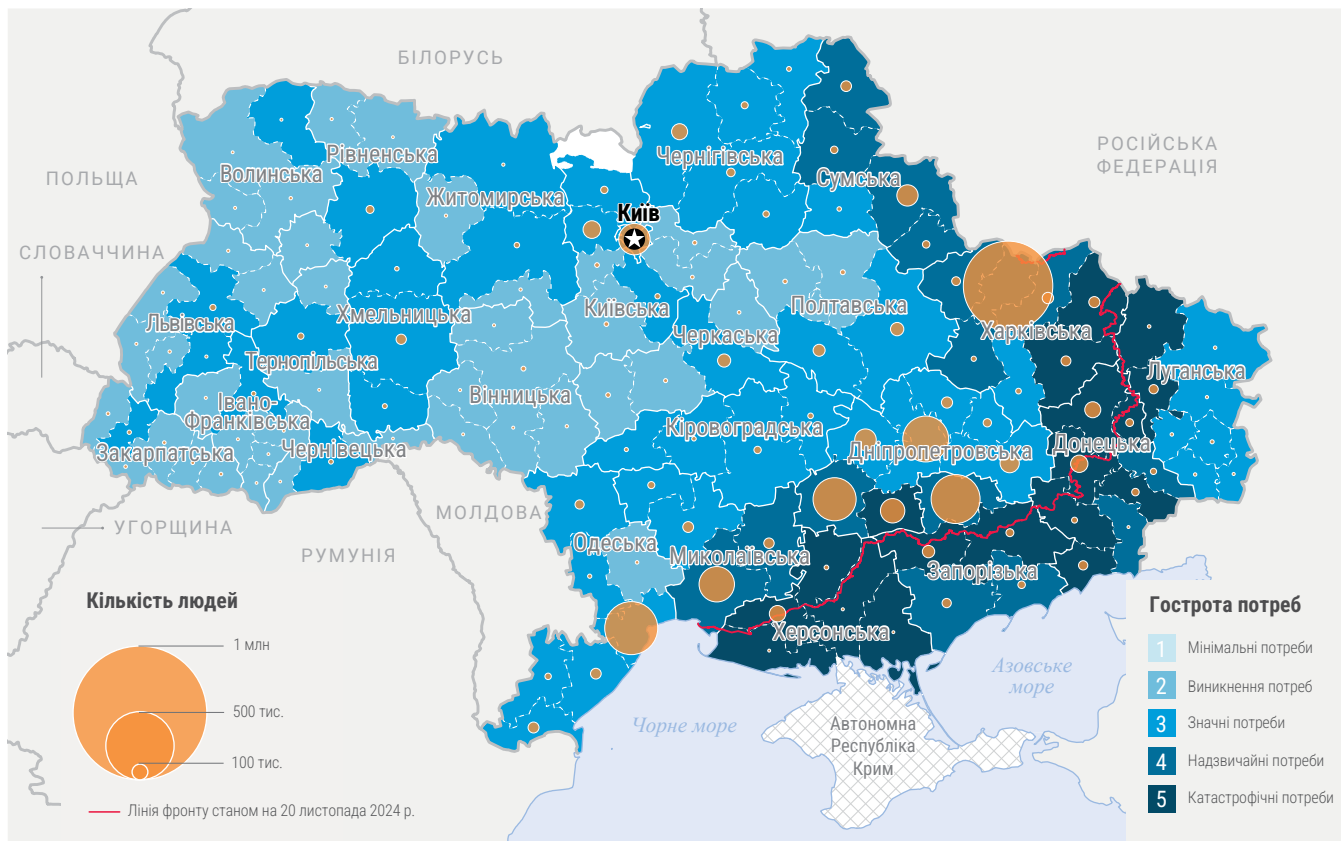 БІЛОРУСЬ
РОСІЙСЬКА
ФЕДЕРАЦІЯ
ПОЛЬЩА
СЛОВАЧЧИНА
УГОРЩИНА
РУМУНІЯ
МОЛДОВА
Волинська
Рівненська
Житомирська
Київ
Чернігівська
Сумська
Львівська
Тернопільська
Хмельницька
Київська
Черкаська
Полтавська
Харківська
Луганська
Івано-
Франківська
Закарпатська
Чернівецька
Вінницька
Кіровоградська
Дніпропетровська
Донецька
Одеська
Миколаївська
Запорізька
Херсонська
Автономна
Республіка
Крим
Чорне море
Азовське
море
Кількість людей
1 млн
500 тис.
100 тис.
Лінія фронту станом на 20 листопада 2024 р.
Гострота потреб
1 Мінімальні потреби
2 Виникнення потреб
3 Значні потреби
4 Надзвичайні потреби
5 Катастрофічні потреби